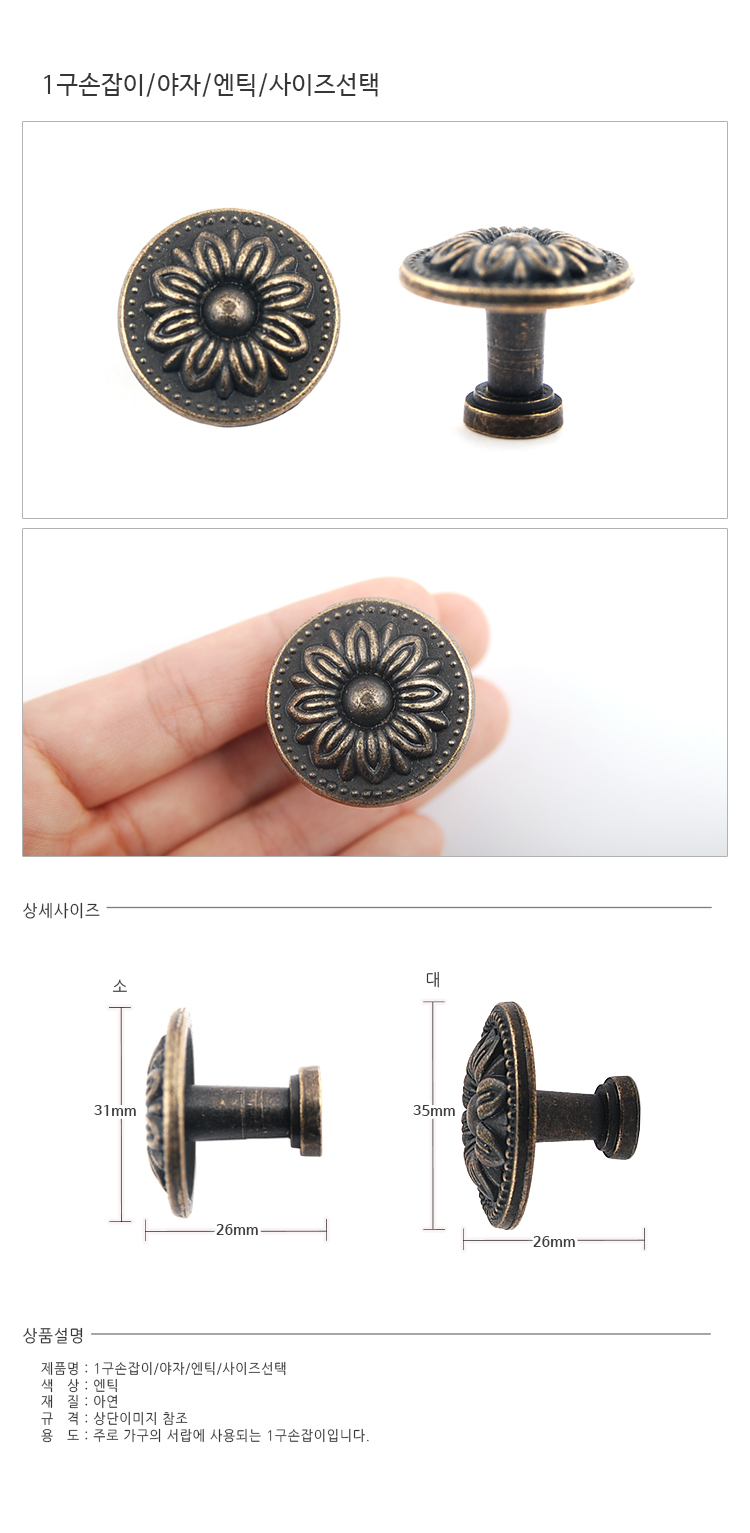 1구손잡이/야자/엔틱/사이즈선택
상세사이즈
소
대
31mm
35mm
26mm
26mm
상품설명
제품명 : 1구손잡이/야자/엔틱/사이즈선택
색 상 : 엔틱
재 질 : 아연
규 격 : 상단이미지 참조
용 도 : 주로 가구의 서랍에 사용되는 1구손잡이입니다.